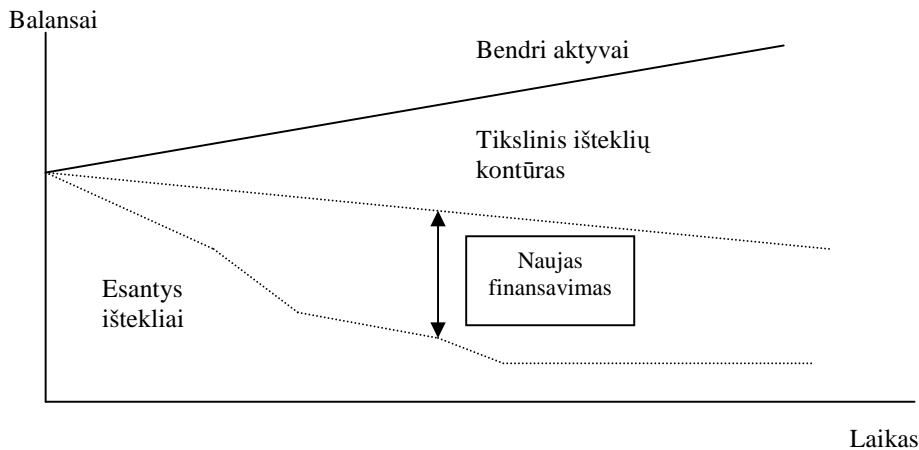 Balansai
Bendri aktyvai
Tikslinis išteklių
kontūras
Naujas
finansavimas
Esantys
ištekliai
Laikas